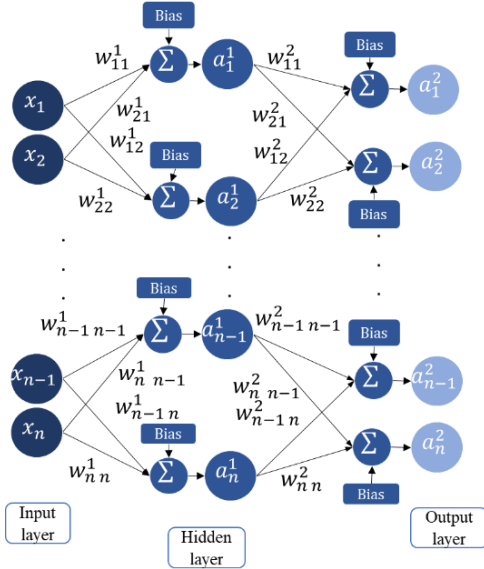 Bias
w¹₁₁
Σ
a¹₁
w²₁₁
Bias
Σ
a²₁
x₁
w¹₂₁
w²₂₁
x₂
w¹₁₂
Bias
w²₁₂
Σ
a²₂
w¹₂₂
Σ
a¹₂
w²₂₂
Bias
Bias
w¹ₙ₋₁ ₙ₋₁
Σ
a¹ₙ₋₁
w²ₙ₋₁ ₙ₋₁
Bias
xₙ₋₁
w¹ₙ ₙ₋₁
w²ₙ ₙ₋₁
Σ
a²ₙ₋₁
w¹ₙ₋₁ ₙ
w²ₙ₋₁ ₙ
xₙ
Bias
Σ
a²ₙ
w¹ₙ ₙ
Σ
a¹ₙ
w²ₙ ₙ
Bias
Input
layer
Hidden
layer
Output
layer